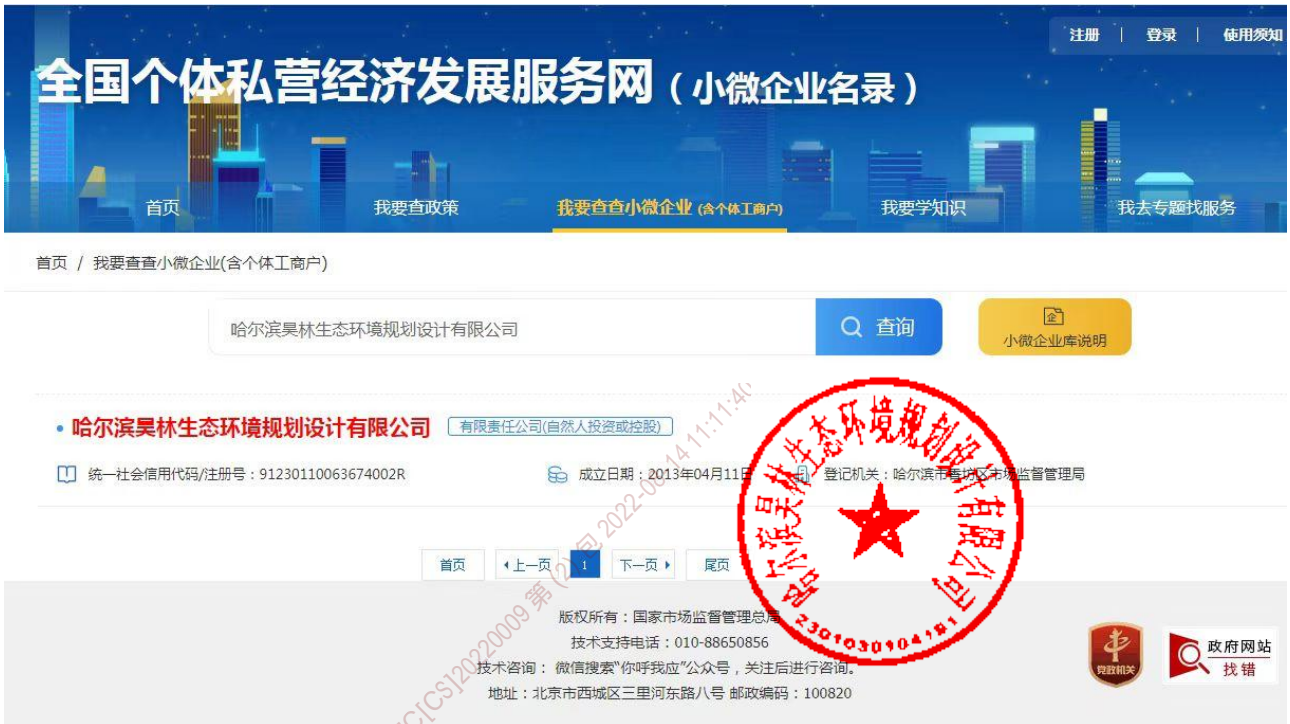 注册 | 登录 | 使用须知
全国个体私营经济发展服务网（小微企业名录）
首页 我要查政策 我要查查小微企业 (含个体工商户) 我要学知识 我去专题找服务
首页 / 我要查查小微企业(含个体工商户)
哈尔滨昊林生态环境规划设计有限公司 查询 小微企业库说明
哈尔滨昊林生态环境规划设计有限公司 有限责任公司(自然人投资或控股)
统一社会信用代码/注册号：91230110063674002R 成立日期：2013年04月11日 登记机关：哈尔滨市香坊区市场监督管理局
首页 上一页 1 下一页 尾页
版权所有：国家市场监督管理总局
技术支持电话：010-88650856
技术咨询： 微信搜索“你呼我应”公众号，关注后进行咨询。
地址：北京市西城区三里河东路八号 邮政编码：100820
党政机关
政府网站
找错
哈尔滨昊林生态环境规划设计有限公司
2301030104181
[CS]20220009 第 (2) 包 2022-09-14 11:11:40